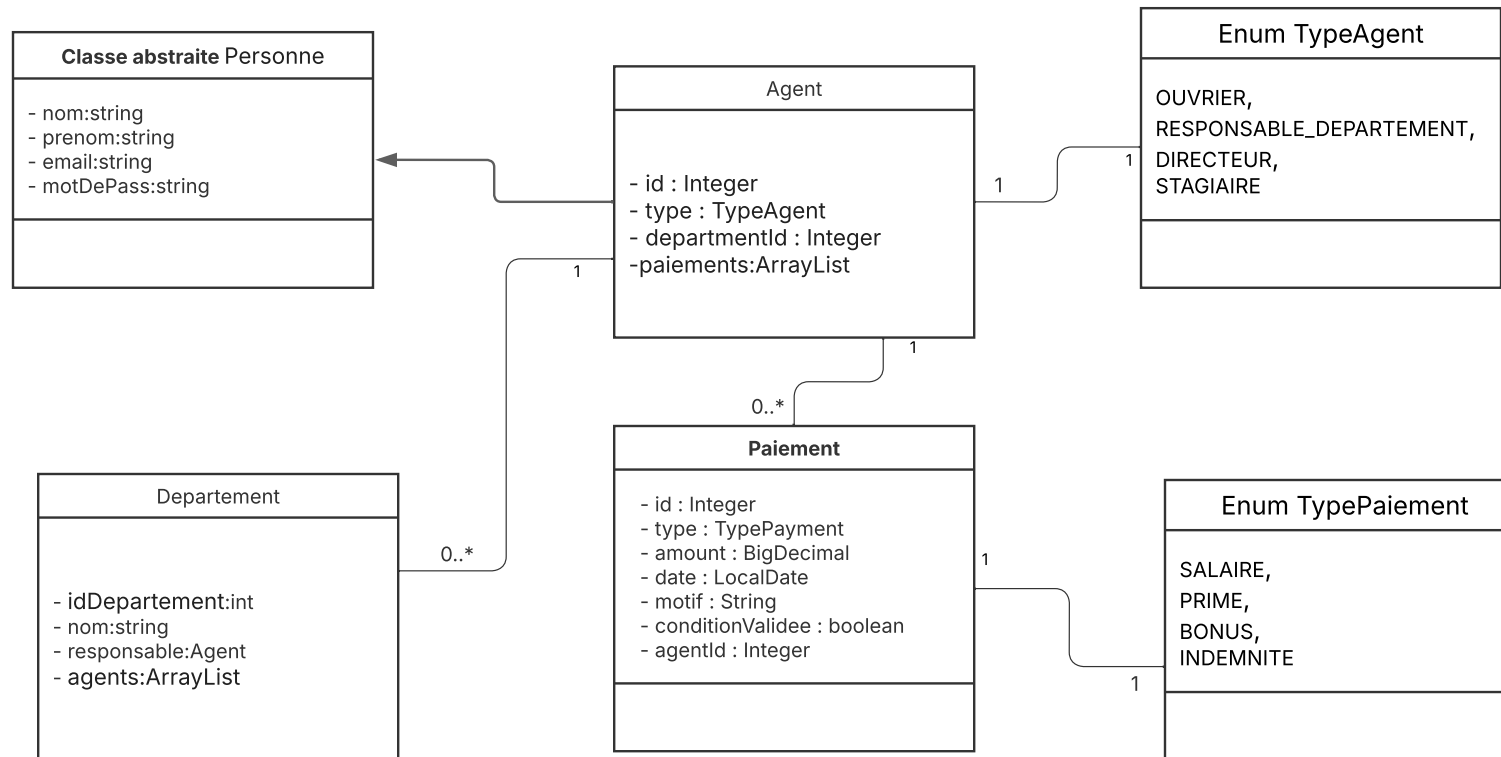 Classe abstraite Personne
- nom:string
- prenom:string
- email:string
- motDePass:string
Agent
- id : Integer
- type : TypeAgent
- departmentId : Integer
-paiements:ArrayList
Enum TypeAgent
OUVRIER,
RESPONSABLE_DEPARTEMENT,
DIRECTEUR,
STAGIAIRE
1
1
1
1
0..*
0..*
Departement
- idDepartement:int
- nom:string
- responsable:Agent
- agents:ArrayList
Paiement
- id : Integer
- type : TypePayment
- amount : BigDecimal
- date : LocalDate
- motif : String
- conditionValidee : boolean
- agentId : Integer
1
1
Enum TypePaiement
SALAIRE,
PRIME,
BONUS,
INDEMNITE